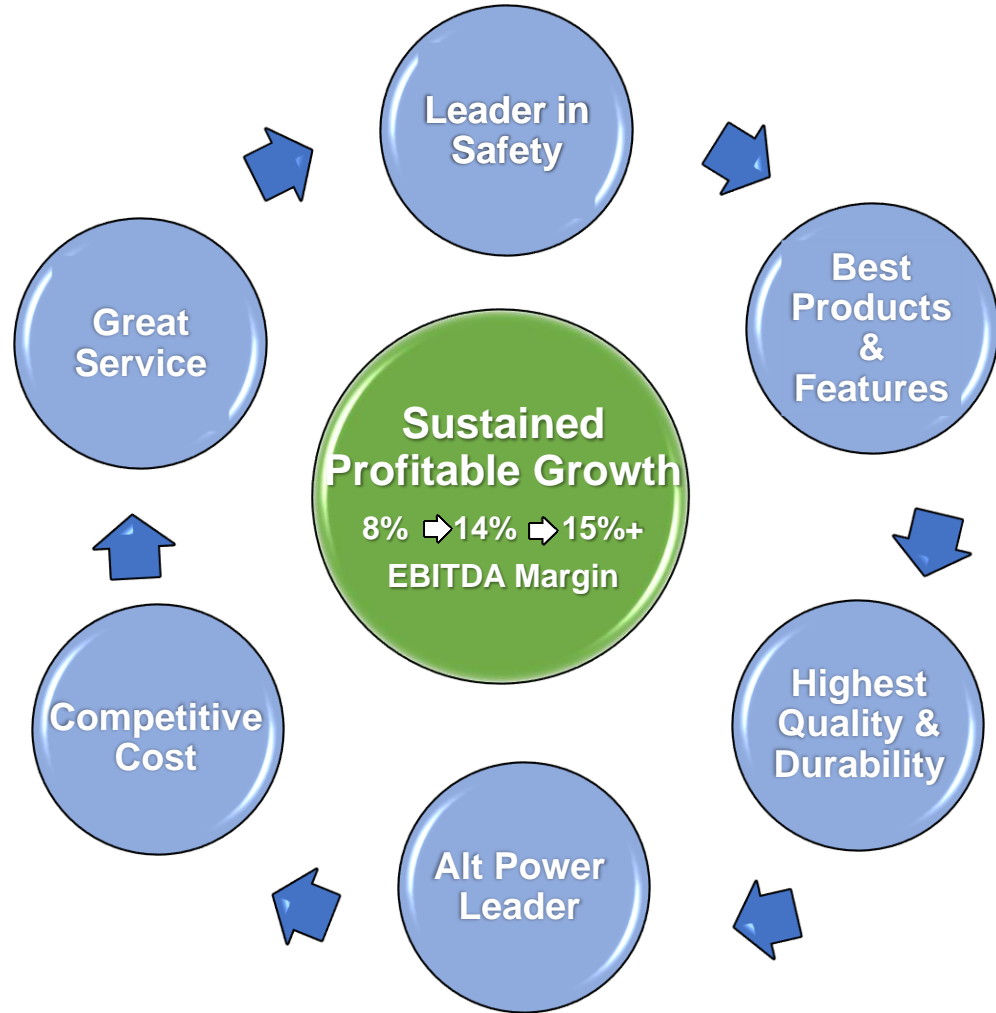 Leader in
Safety
Best
Products
&
Features
Highest
Quality &
Durability
Alt Power
Leader
Competitive
Cost
Great
Service
Sustained
Profitable Growth
8% 14% 15%+
EBITDA Margin